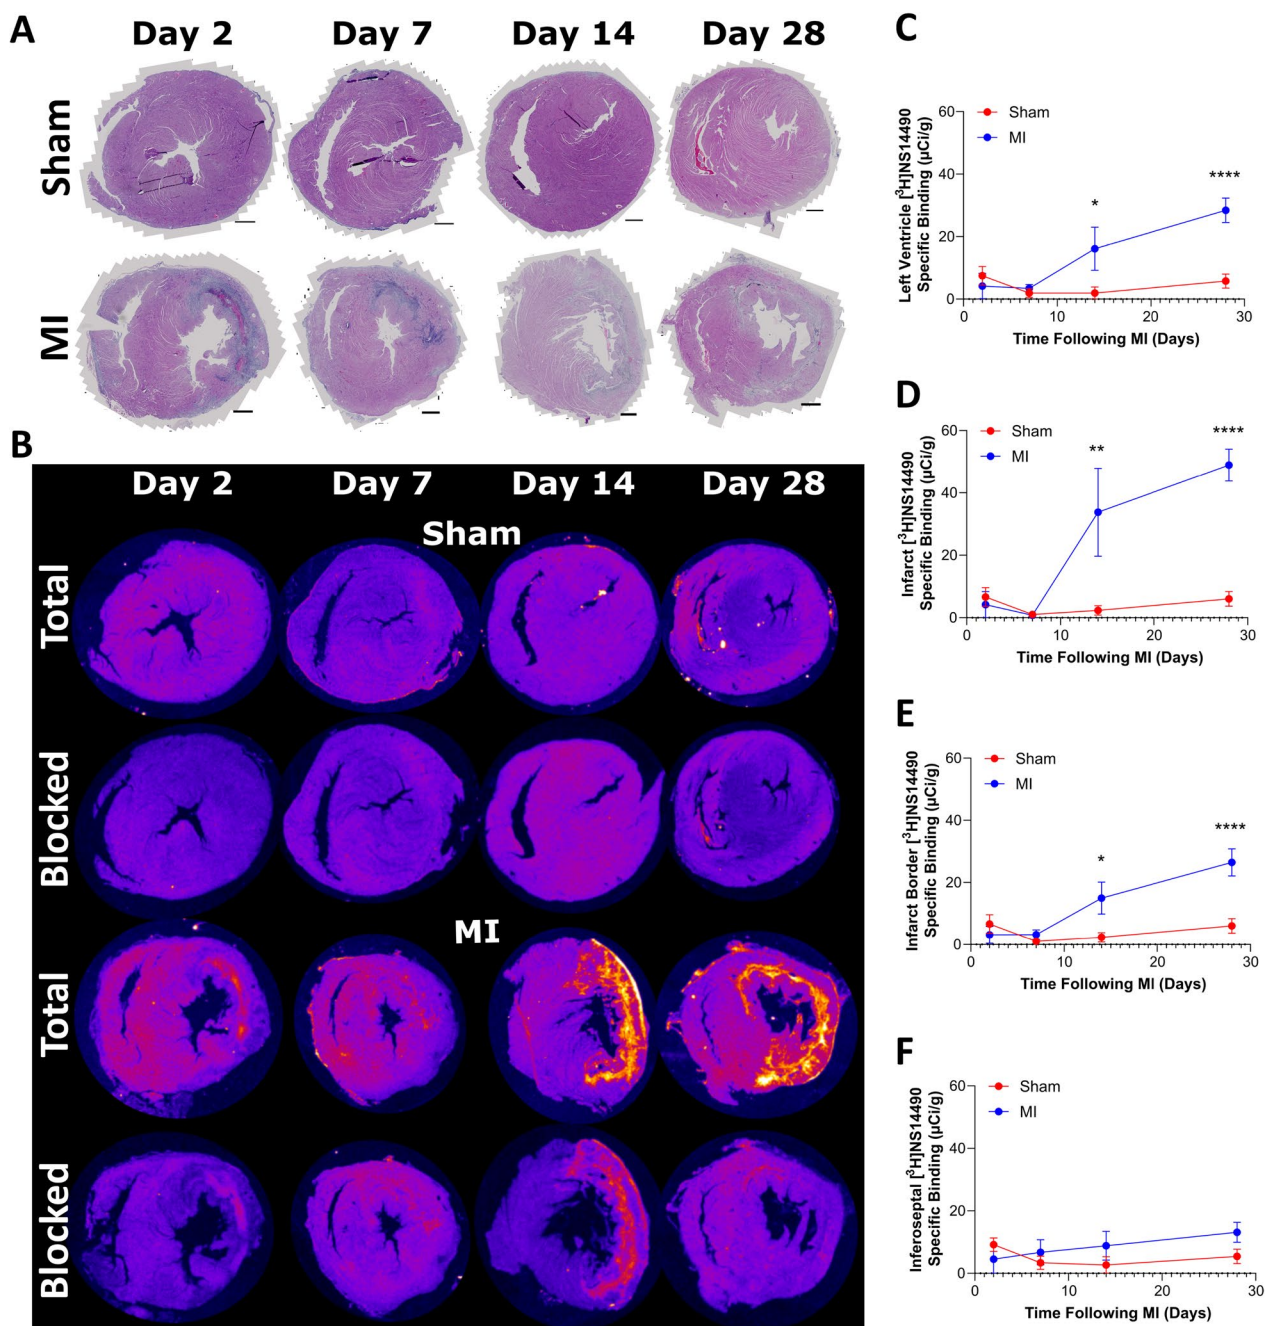 A
Day 2 Day 7 Day 14 Day 28
Sham
MI
B
Day 2 Day 7 Day 14 Day 28
Sham
Total
Blocked
MI
Total
Blocked
C
Sham
MI
Left Ventricle [³H]NS14490
Specific Binding (µCi/g)
60
40
20
0
*
****
0 10 20 30
Time Following MI (Days)
D
Sham
MI
Infarct [³H]NS14490
Specific Binding (µCi/g)
60
40
20
0
**
****
0 10 20 30
Time Following MI (Days)
E
Sham
MI
Infarct Border [³H]NS14490
Specific Binding (µCi/g)
60
40
20
0
*
****
0 10 20 30
Time Following MI (Days)
F
Sham
MI
Inferoseptal [³H]NS14490
Specific Binding (µCi/g)
60
40
20
0
0 10 20 30
Time Following MI (Days)